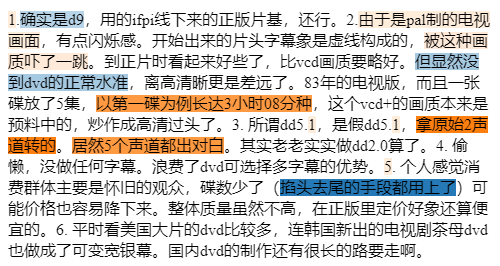 1.确实是d9，用的ifpi线下来的正版片基，还行。2.由于是pal制的电视
画面，有点闪烁感。开始出来的片头字幕象是虚线构成的，被这种画
质吓了一跳。到正片时看起来好些了，比vcd画质要略好。但显然没
到dvd的正常水准，离高清晰更是差远了。83年的电视版，而且一张
碟放了5集，以第一碟为例长达3小时08分种，这个vcd+的画质本来是
预料中的，炒作成高清过头了。3. 所谓dd5.1，是假dd5.1，拿原始2声
道转的。居然5个声道都出对白。其实老老实实做dd2.0算了。4. 偷
懒，没做任何字幕。浪费了dvd可选择多字幕的优势。5. 个人感觉消
费群体主要是怀旧的观众，碟数少了（掐头去尾的手段都用上了）可
能价格也容易降下来。整体质量虽然不高，在正版里定价好象还算便
宜的。6. 平时看美国大片的dvd比较多，连韩国新出的电视剧茶母dvd
也做成了可变宽银幕。国内dvd的制作还有很长的路要走啊。